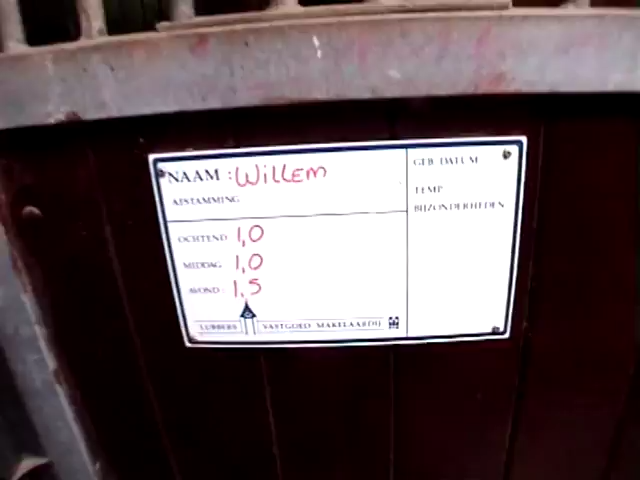 NAAM : Willem
AFSTAMMING
OCHTEND 1,0
MIDDAG 1,0
AVOND 1,5
LUBBERS VASTGOED MAKELAARDIJ
GEB. DATUM
TEMP
BIJZONDERHEDEN